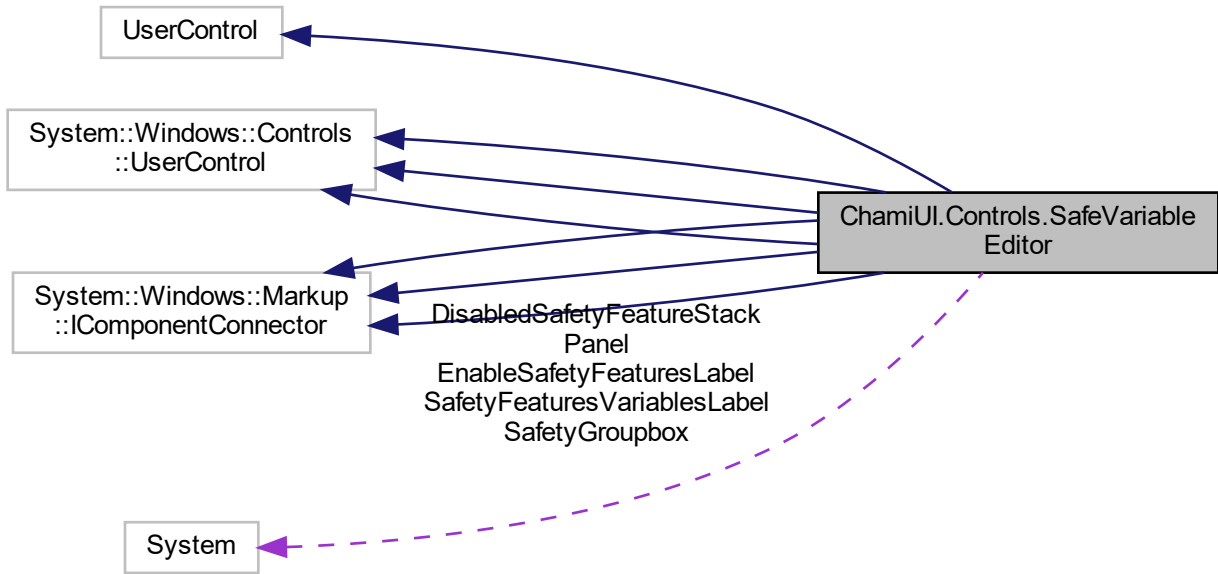 UserControl
System::Windows::Controls
::UserControl
ChamiUI.Controls.SafeVariable
Editor
System::Windows::Markup
::IComponentConnector
DisabledSafetyFeatureStack
Panel
EnableSafetyFeaturesLabel
SafetyFeaturesVariablesLabel
SafetyGroupbox
System